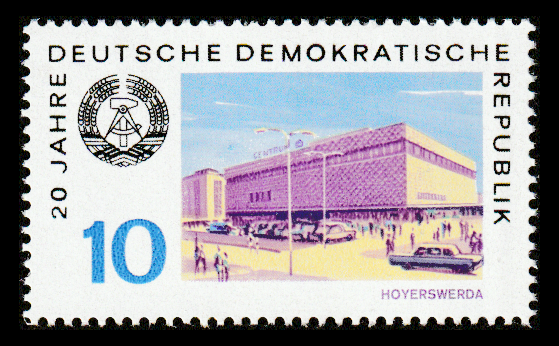 20 JAHRE
DEUTSCHE DEMOKRATISCHE
REPUBLIK
CENTRUM
10
HOYERSWERDA